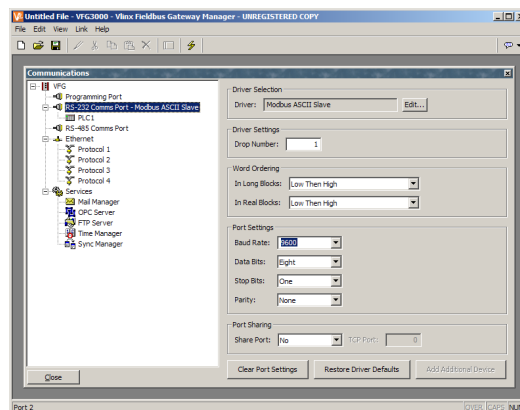 Untitled File - VFG3000 - Vlinx Fieldbus Gateway Manager - UNREGISTERED COPY
File Edit View Link Help
Communications
VFG
Programming Port
RS-232 Comms Port - Modbus ASCII Slave
PLC1
RS-485 Comms Port
Ethernet
Protocol 1
Protocol 2
Protocol 3
Protocol 4
Services
Mail Manager
OPC Server
FTP Server
Time Manager
Sync Manager
Close
Driver Selection
Driver: Modbus ASCII Slave Edit...
Driver Settings
Drop Number: 1
Word Ordering
In Long Blocks: Low Then High
In Real Blocks: Low Then High
Port Settings
Baud Rate: 9600
Data Bits: Eight
Stop Bits: One
Parity: None
Port Sharing
Share Port: No TCP Port: 0
Clear Port Settings Restore Driver Defaults Add Additional Device
Port 2 OVER CAPS NUM